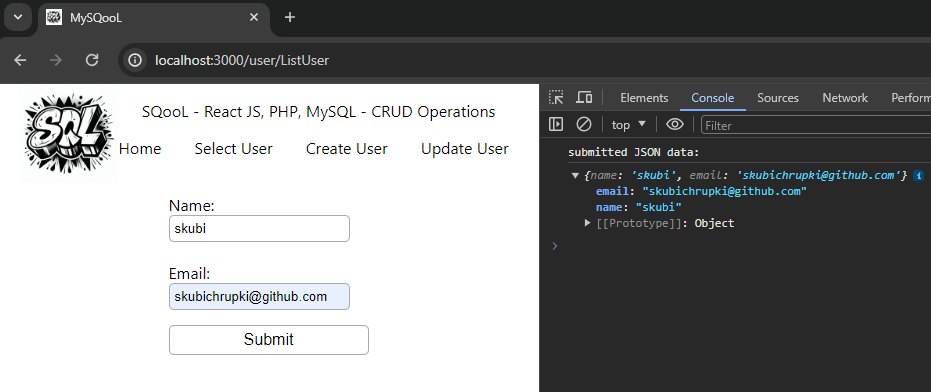 MySQooL
localhost:3000/user/ListUser
SQL
SQooL - React JS, PHP, MySQL - CRUD Operations
Home Select User Create User Update User
Name:
skubi
Email:
skubichrupki@github.com
Submit
Elements Console Sources Network Perform
top Filter
submitted JSON data:
{name: 'skubi', email: 'skubichrupki@github.com'}
email: "skubichrupki@github.com"
name: "skubi"
[[Prototype]]: Object